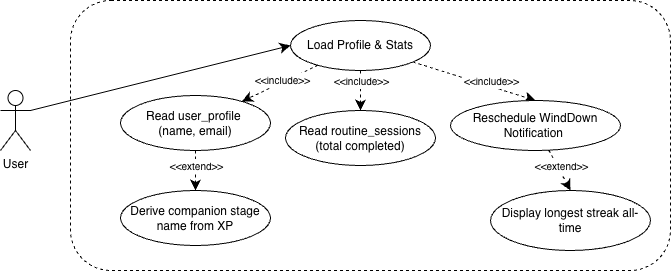 Load Profile & Stats
<<include>>
<<include>>
<<include>>
Read user_profile
(name, email)
Read routine_sessions
(total completed)
Reschedule WindDown
Notification
User
<<extend>>
<<extend>>
Derive companion stage
name from XP
Display longest streak all-
time